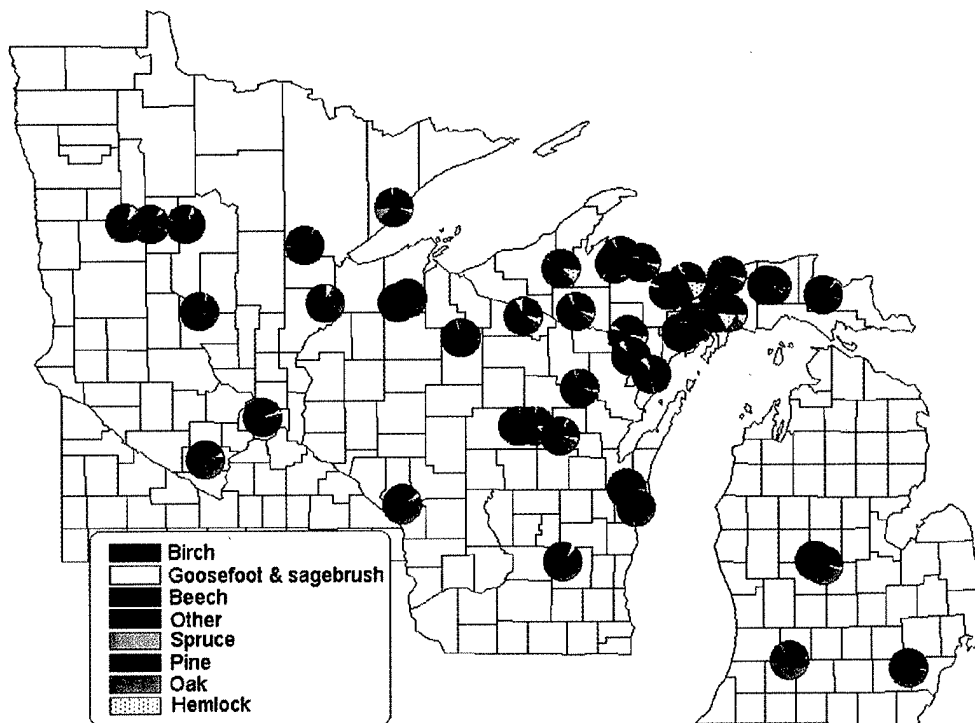 Birch
Goosefoot & sagebrush
Beech
Other
Spruce
Pine
Oak
Hemlock